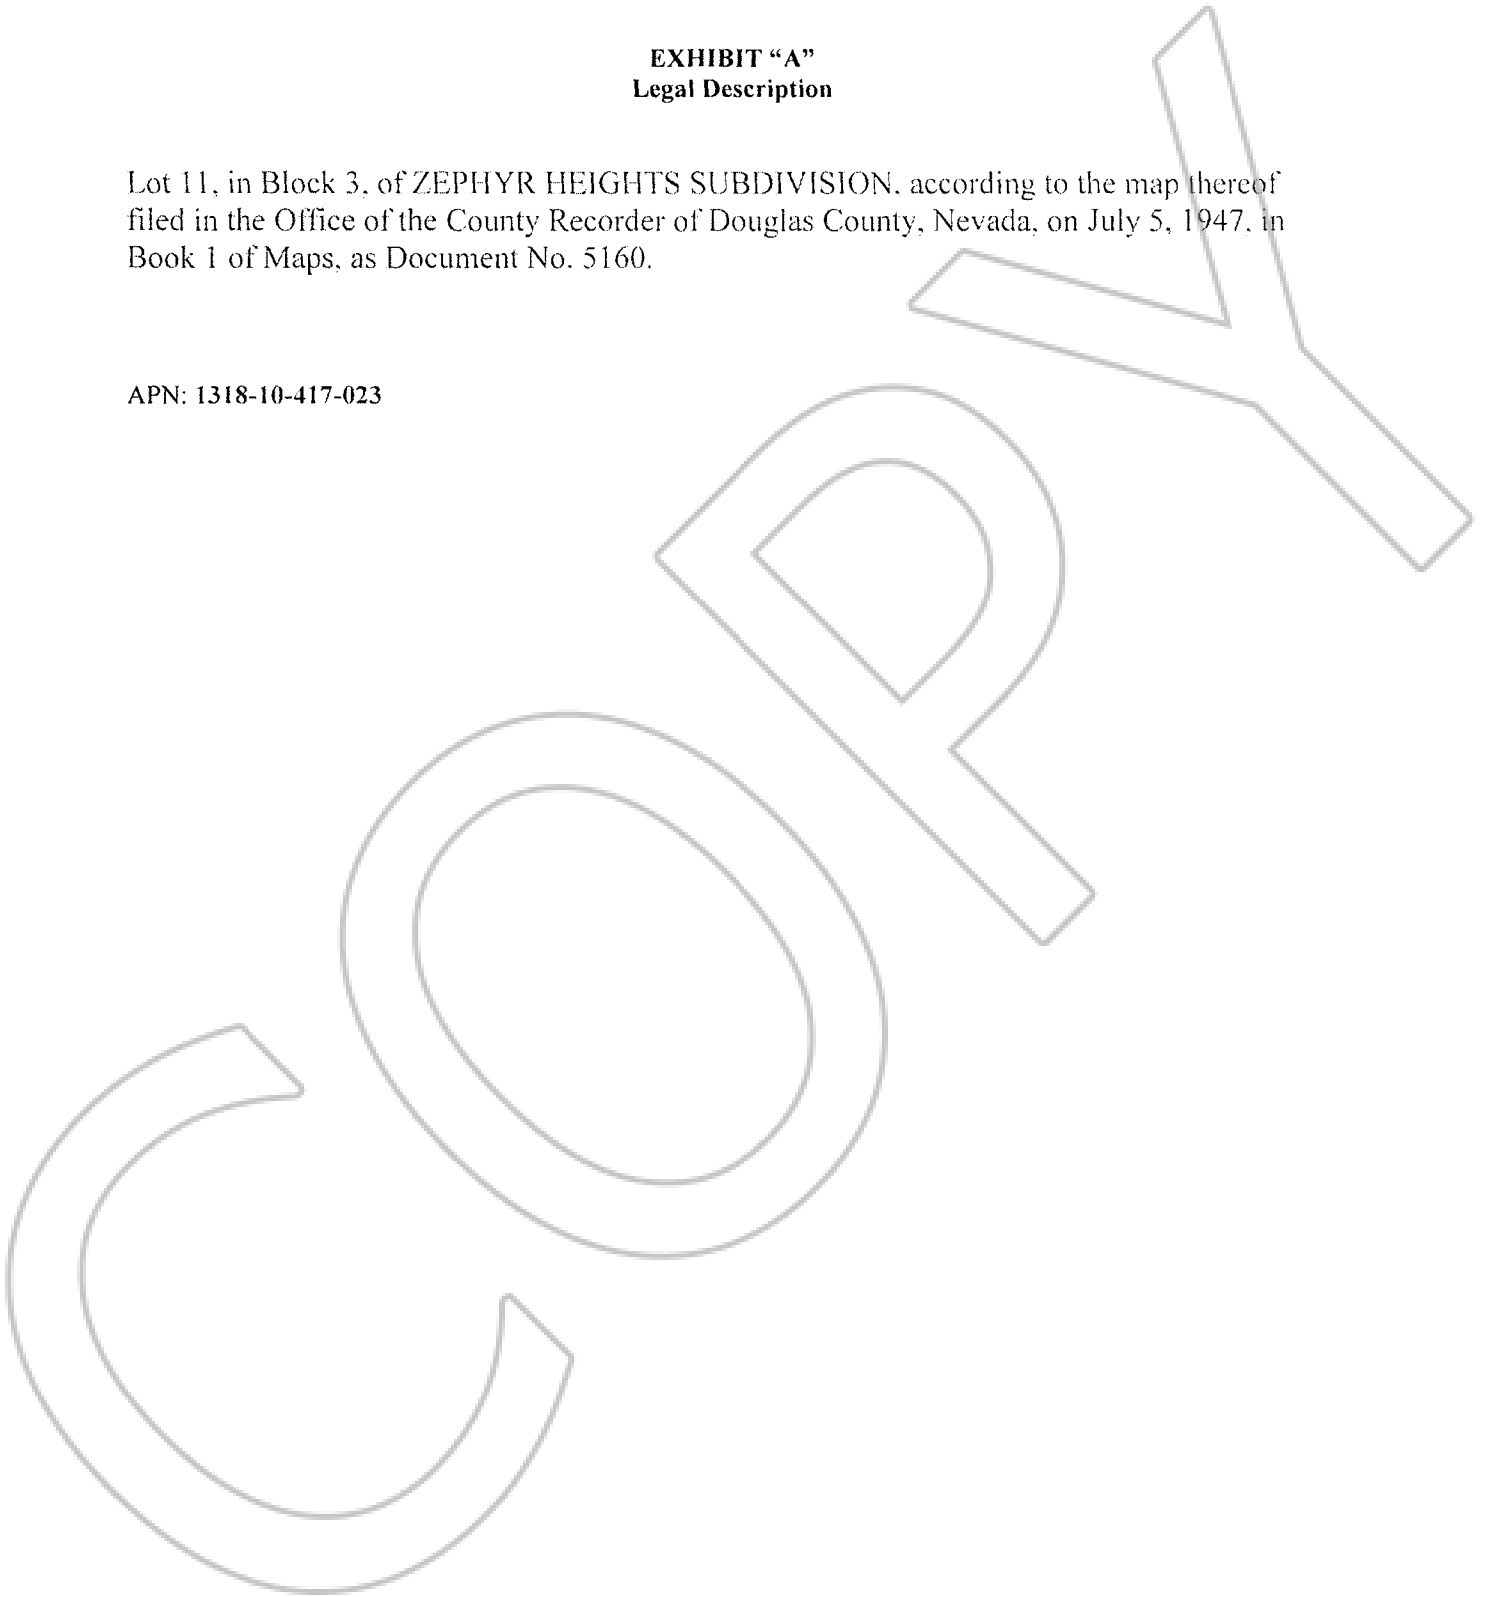 EXHIBIT “A”
Legal Description
Lot 11, in Block 3, of ZEPHYR HEIGHTS SUBDIVISION, according to the map thereof
filed in the Office of the County Recorder of Douglas County, Nevada, on July 5, 1947, in
Book 1 of Maps, as Document No. 5160.
APN: 1318-10-417-023
COPY